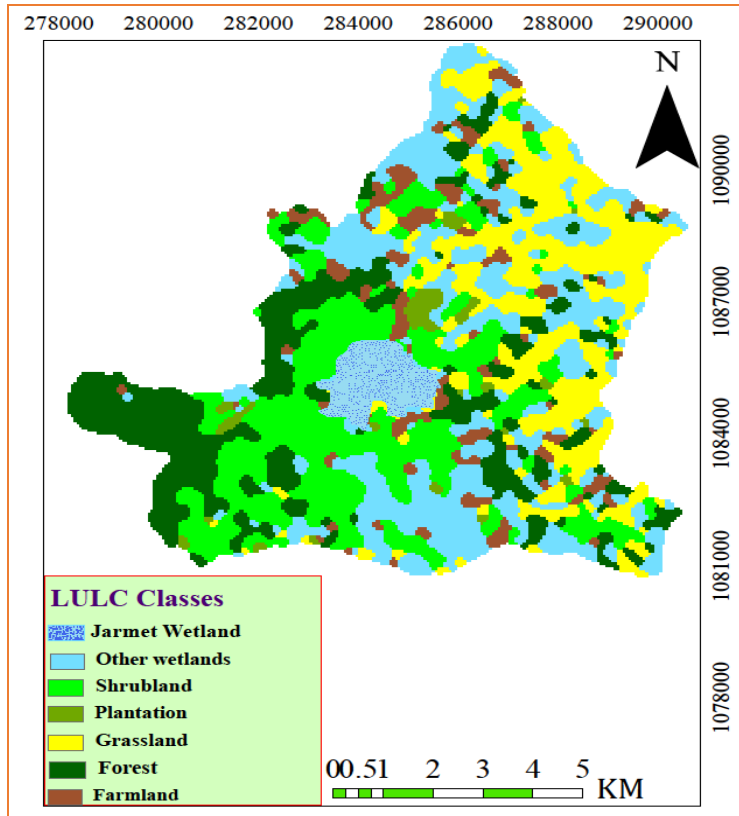 278000 280000 282000 284000 286000 288000 290000
N
1090000
1087000
1084000
1081000
1078000
LULC Classes
Jarmet Wetland
Other wetlands
Shrubland
Plantation
Grassland
Forest
Farmland
00.51 2 3 4 5 KM